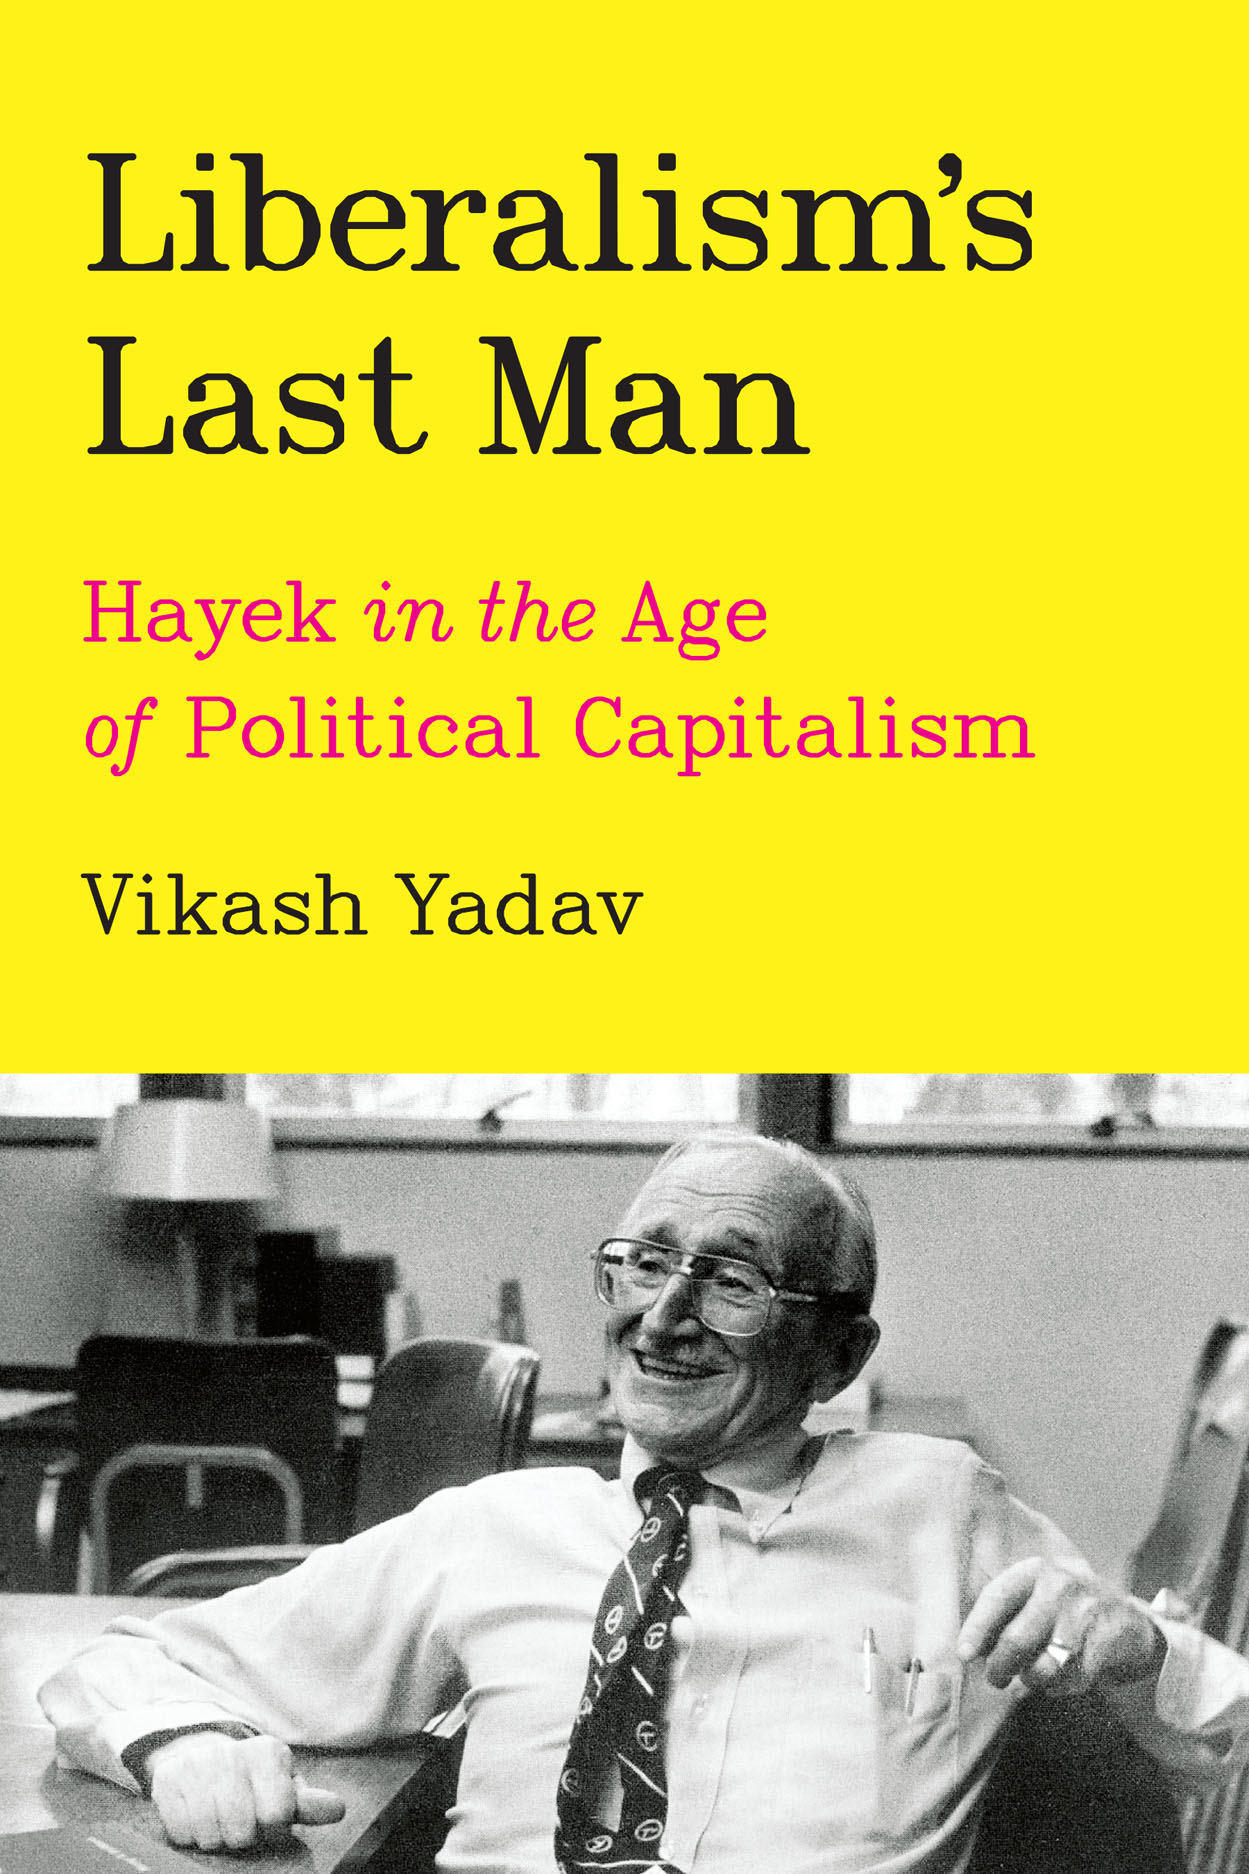 Liberalism’s
Last Man
Hayek in the Age
of Political Capitalism
Vikash Yadav